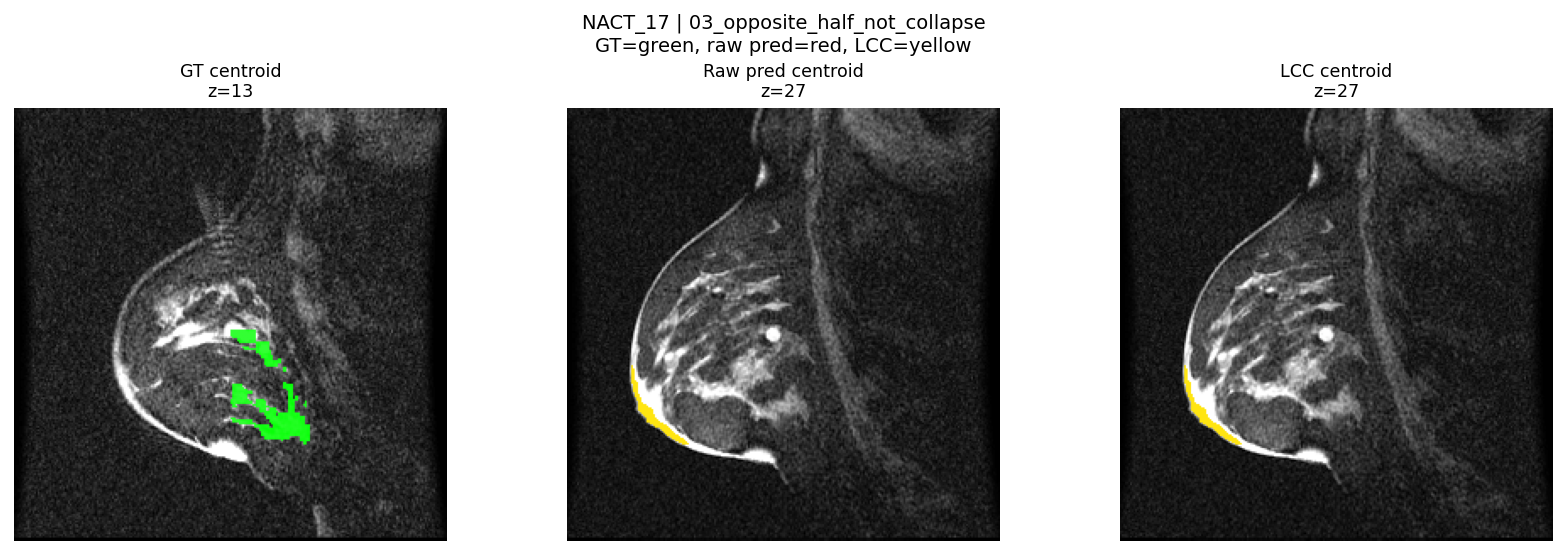 NACT_17 | 03_opposite_half_not_collapse
GT=green, raw pred=red, LCC=yellow
GT centroid
z=13
Raw pred centroid
z=27
LCC centroid
z=27